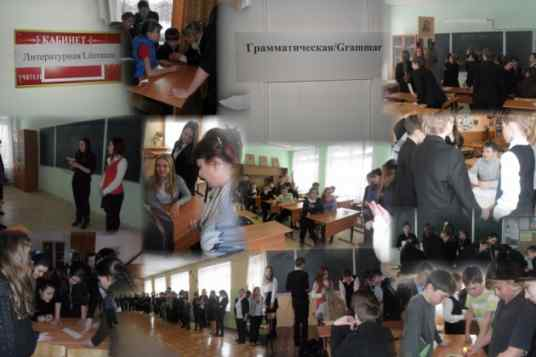 КАБИНЕТ
Литературная/Literature
Грамматическая/Grammar